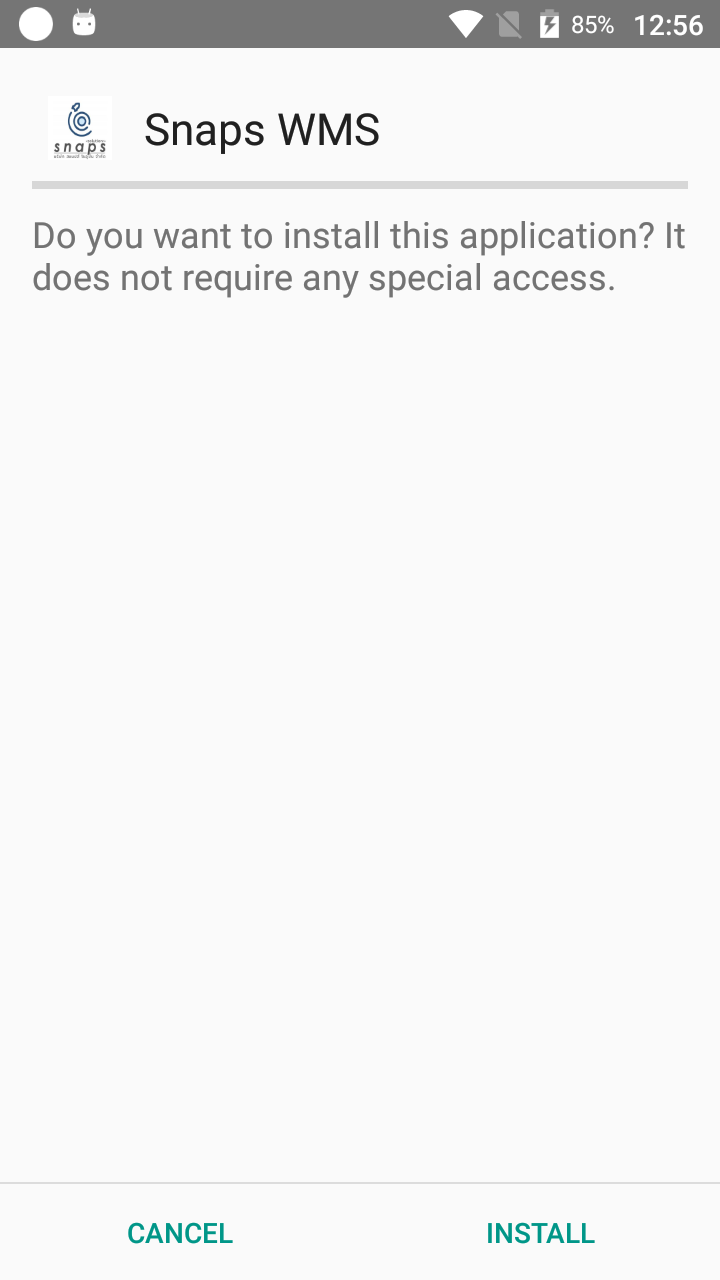 85% 12:56
snaps
Snaps WMS
Do you want to install this application? It
does not require any special access.
CANCEL
INSTALL